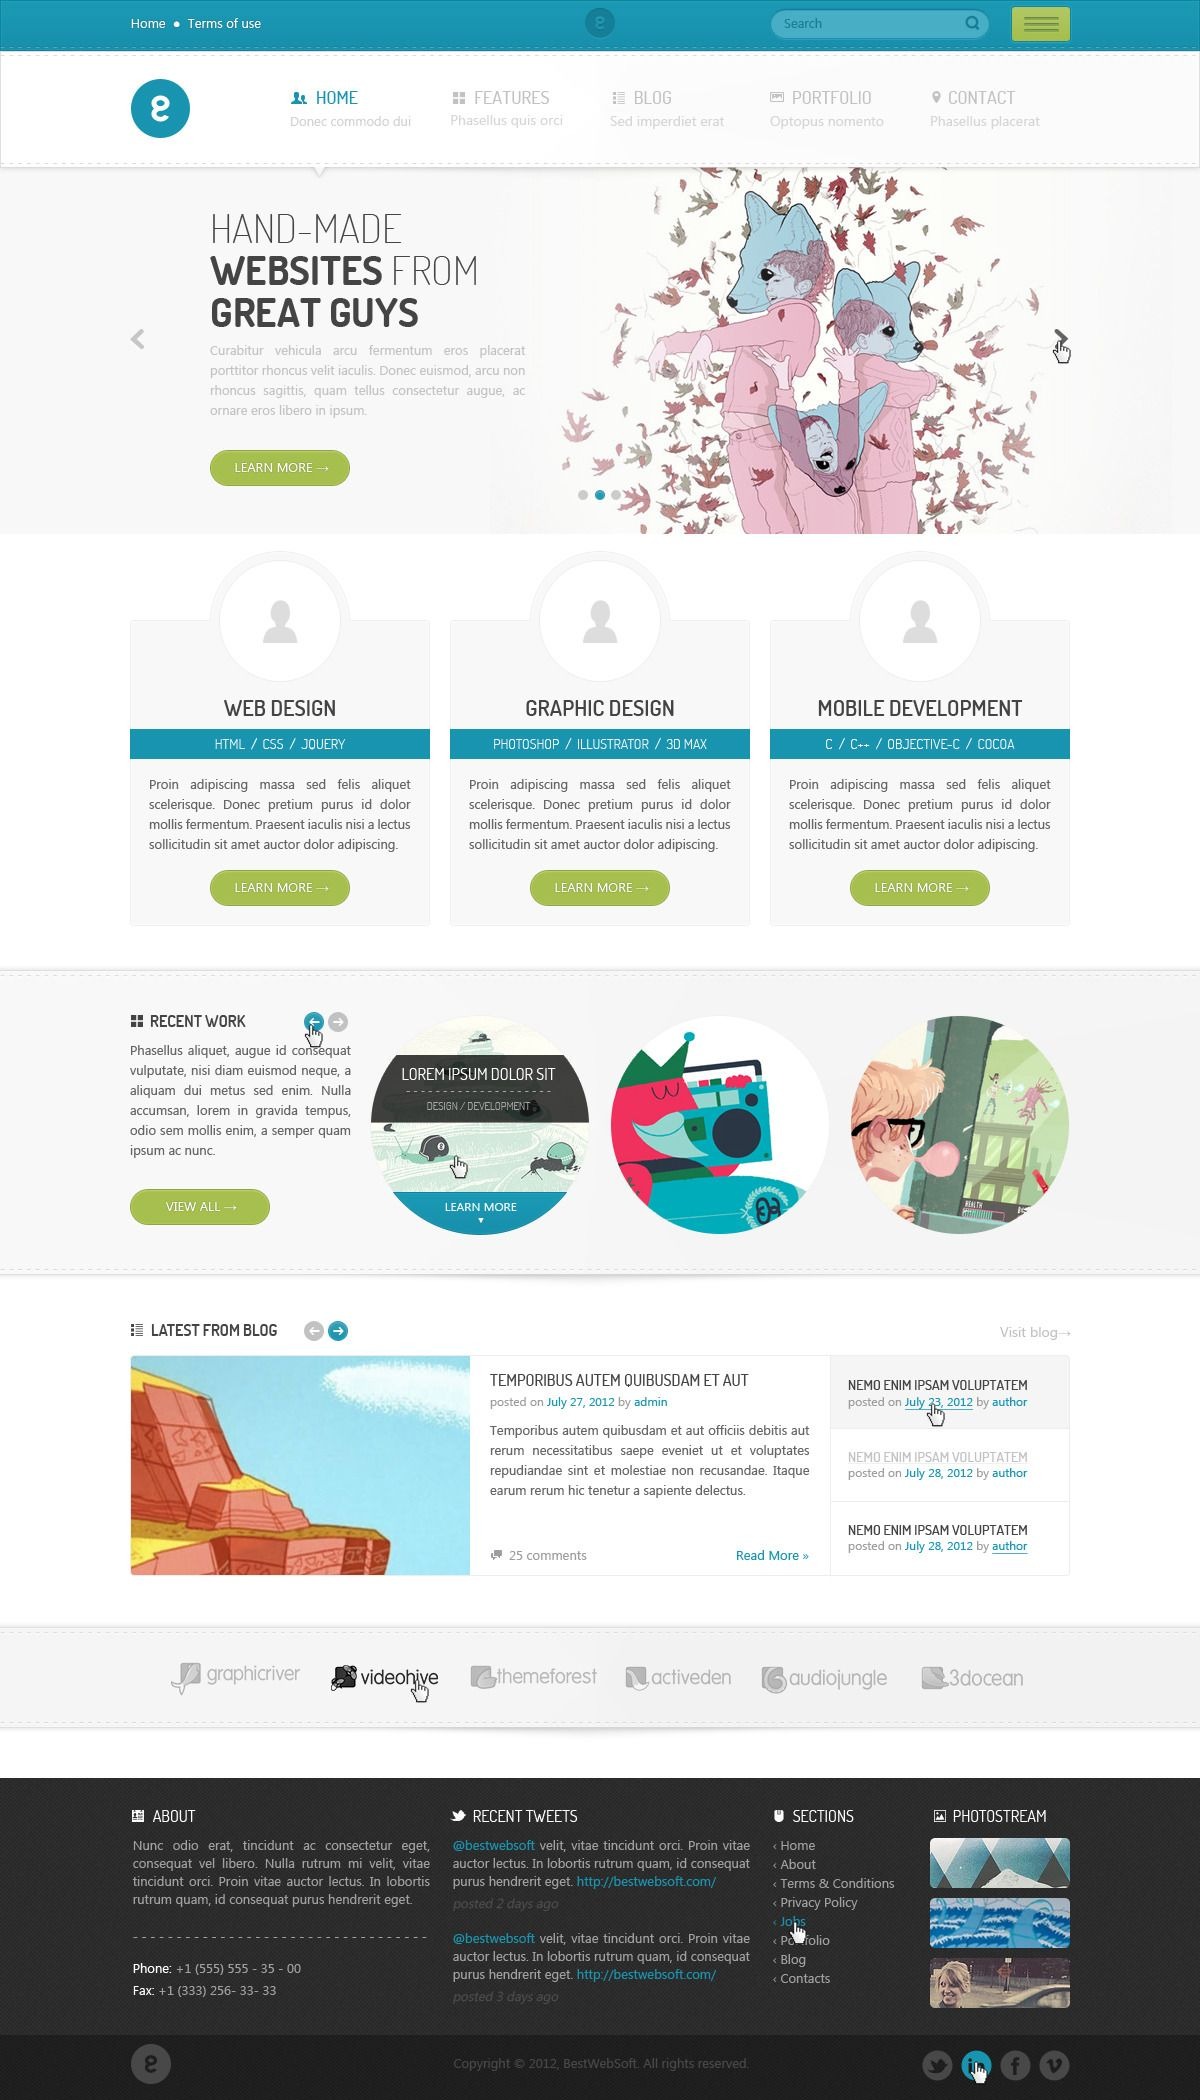 Home • Terms of use
Search
HOME
Donec commodo dui
FEATURES
Phasellus quis orci
BLOG
Sed imperdiet erat
PORTFOLIO
Optopus nomento
CONTACT
Phasellus placerat
HAND-MADE
WEBSITES FROM
GREAT GUYS
Curabitur vehicula arcu fermentum eros placerat
porttitor rhoncus velit iaculis. Donec euismod, arcu non
rhoncus sagittis, quam tellus consectetur augue, ac
ornare eros libero in ipsum.
LEARN MORE →
WEB DESIGN
HTML / CSS / JQUERY
Proin adipiscing massa sed felis aliquet
scelerisque. Donec pretium purus id dolor
mollis fermentum. Praesent iaculis nisi a lectus
sollicitudin sit amet auctor dolor adipiscing.
LEARN MORE →
GRAPHIC DESIGN
PHOTOSHOP / ILLUSTRATOR / 3D MAX
Proin adipiscing massa sed felis aliquet
scelerisque. Donec pretium purus id dolor
mollis fermentum. Praesent iaculis nisi a lectus
sollicitudin sit amet auctor dolor adipiscing.
LEARN MORE →
MOBILE DEVELOPMENT
C / C++ / OBJECTIVE-C / COCOA
Proin adipiscing massa sed felis aliquet
scelerisque. Donec pretium purus id dolor
mollis fermentum. Praesent iaculis nisi a lectus
sollicitudin sit amet auctor dolor adipiscing.
LEARN MORE →
RECENT WORK
Phasellus aliquet, augue id consequat
vulputate, nisi diam euismod neque, a
aliquam dui metus sed enim. Nulla
accumsan, lorem in gravida tempus,
odio sem mollis enim, a semper quam
ipsum ac nunc.
VIEW ALL →
LOREM IPSUM DOLOR SIT
DESIGN / DEVELOPMENT
LEARN MORE
HEALTH
LATEST FROM BLOG
Visit blog→
TEMPORIBUS AUTEM QUIBUSDAM ET AUT
posted on July 27, 2012 by admin
Temporibus autem quibusdam et aut officiis debitis aut
rerum necessitatibus saepe eveniet ut et voluptates
repudiandae sint et molestiae non recusandae. Itaque
earum rerum hic tenetur a sapiente delectus.
25 comments
Read More »
NEMO ENIM IPSAM VOLUPTATEM
posted on July 23, 2012 by author
NEMO ENIM IPSAM VOLUPTATEM
posted on July 28, 2012 by author
NEMO ENIM IPSAM VOLUPTATEM
posted on July 28, 2012 by author
graphicriver
videohive
themeforest
activeden
audiojungle
3docean
ABOUT
Nunc odio erat, tincidunt ac consectetur eget,
consequat vel libero. Nulla rutrum mi velit, vitae
tincidunt orci. Proin vitae auctor lectus. In lobortis
rutrum quam, id consequat purus hendrerit eget.
Phone: +1 (555) 555 - 35 - 00
Fax: +1 (333) 256- 33- 33
RECENT TWEETS
@bestwebsoft velit, vitae tincidunt orci. Proin vitae
auctor lectus. In lobortis rutrum quam, id consequat
purus hendrerit eget. http://bestwebsoft.com/
posted 2 days ago
@bestwebsoft velit, vitae tincidunt orci. Proin vitae
auctor lectus. In lobortis rutrum quam, id consequat
purus hendrerit eget. http://bestwebsoft.com/
posted 3 days ago
SECTIONS
‹ Home
‹ About
‹ Terms & Conditions
‹ Privacy Policy
‹ Jobs
‹ Portfolio
‹ Blog
‹ Contacts
PHOTOSTREAM
Copyright © 2012, BestWebSoft. All rights reserved.